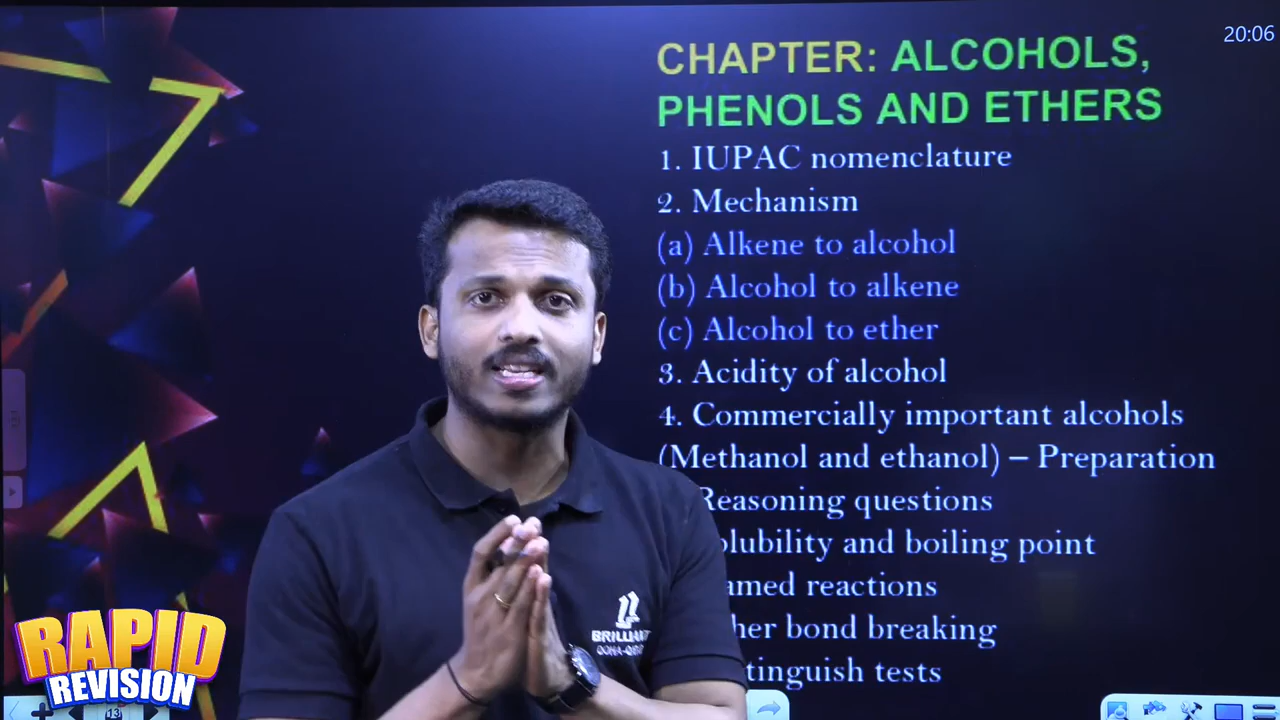 20:06
CHAPTER: ALCOHOLS,
PHENOLS AND ETHERS
1. IUPAC nomenclature
2. Mechanism
(a) Alkene to alcohol
(b) Alcohol to alkene
(c) Alcohol to ether
3. Acidity of alcohol
4. Commercially important alcohols
(Methanol and ethanol) – Preparation
Reasoning questions
olubility and boiling point
amed reactions
her bond breaking
tinguish tests
BRILLIANT
RAPID
REVISION
13